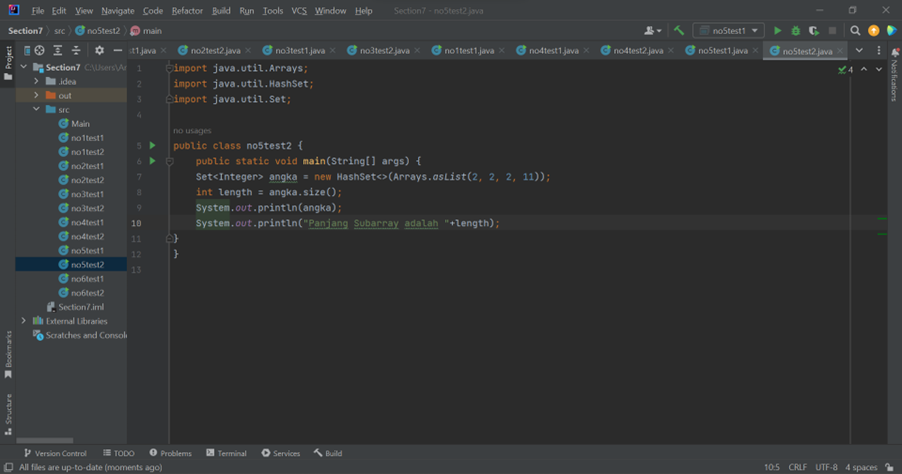 File Edit View Navigate Code Refactor Build Run Tools VCS Window Help Section7 - no5test2.java
Section7 src no5test2 main no5test1
Project st1.java no2test2.java no3test1.java no3test2.java no1test1.java no4test1.java no4test2.java no5test1.java no5test2.java
Section7
.idea
out
src
Main
no1test1
no1test2
no2test1
no2test2
no3test1
no3test2
no4test1
no4test2
no5test1
no5test2
no6test1
no6test2
Section7.iml
External Libraries
Scratches and Consol
1 import java.util.Arrays;
2 import java.util.HashSet;
3 import java.util.Set;
4
no usages
5 public class no5test2 {
6 public static void main(String[] args) {
7 Set<Integer> angka = new HashSet<>(Arrays.asList(2, 2, 2, 11));
8 int length = angka.size();
9 System.out.println(angka);
10 System.out.println("Panjang Subarray adalah "+length);
11 }
12 }
13
4
Notifications
Bookmarks
Structure
Version Control TODO Problems Terminal Services Build
All files are up-to-date (moments ago) 10:5 CRLF UTF-8 4 spaces